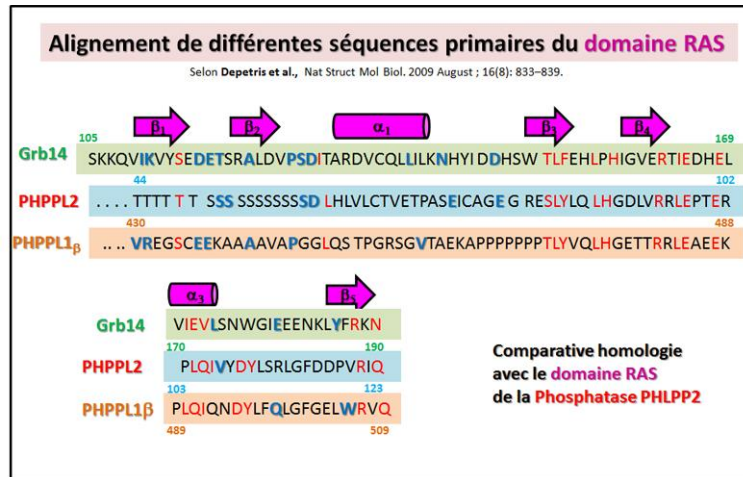 Alignement de différentes séquences primaires du domaine RAS
Selon Depetris et al., Nat Struct Mol Biol. 2009 August ; 16(8): 833–839.
β1 β2 α1 β3 β4
105 169
Grb14 SKKQVIKVYSEDETSRALDVPSDITARDVCQLLILKNHYIDDHSW TLFEHLPHIGVERTIEDHEL
44 102
PHPPL2 .... TTTT T T SSS SSSSSSSSD LHLVLCTVETPASEICAGE G RESLYLQ LHGDLVRRLEPTER
430 488
PHPPL1β .. .. VREGSCEEKAAAAVAPGGLQS TPGRSGVTAEKAPPPPPPPTLYVQLHGETTRRLEAEEK
α3 β5
Grb14 VIEVLSNWGIEEENKLYFRKN
170 190
PHPPL2 PLQIVYDYLSRLGFDDPVRIQ
103 123
PHPPL1β PLQIQNDYLFQLGFGELWRVQ
489 509
Comparative homologie
avec le domaine RAS
de la Phosphatase PHLPP2